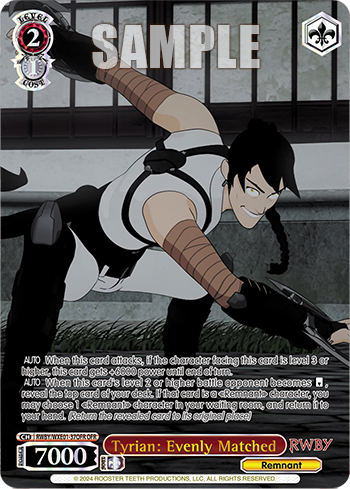 LEVEL
2
1
COST
SAMPLE
AUTO When this card attacks, if the character facing this card is level 3 or
higher, this card gets +6000 power until end of turn.
AUTO When this card's level 2 or higher battle opponent becomes ,
reveal the top card of your deck. If that card is a «Remnant» character, you
may choose 1 «Remnant» character in your waiting room, and return it to
your hand. (Return the revealed card to its original place)
Tyrian: Evenly Matched
RWBY
POWER
7000
SOUL
Remnant
© 2024 ROOSTER TEETH PRODUCTIONS, LLC, ALL RIGHTS RESERVED.